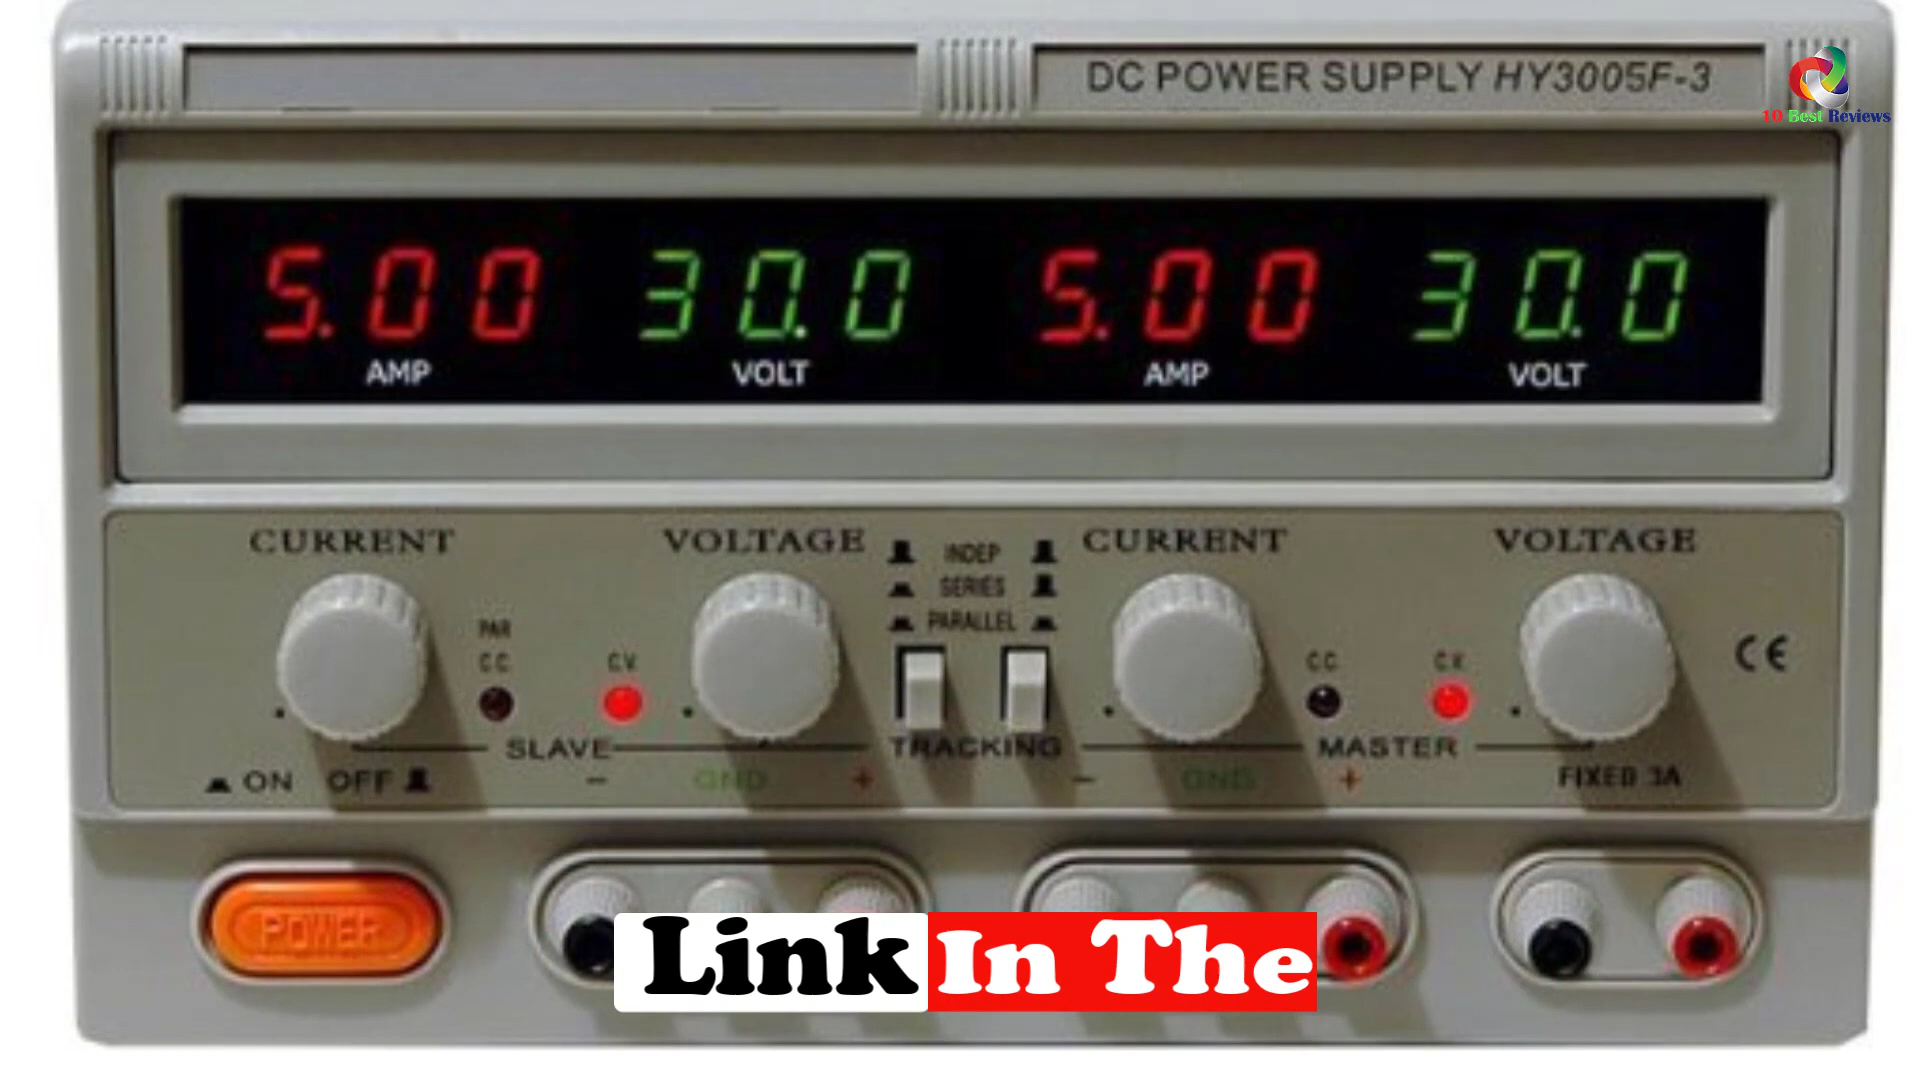 DC POWER SUPPLY HY3005F-3
10 Best Reviews
5.00 30.0 5.00 30.0
AMP VOLT AMP VOLT
CURRENT VOLTAGE CURRENT VOLTAGE
INDEP
SERIES
PARALLEL
PAR
C.C. C.V. C.C. C.V.
CE
SLAVE TRACKING MASTER
ON OFF - GND + - GND + FIXED 3A
POWER
Link In The